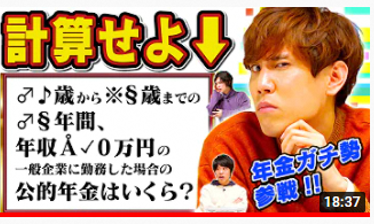 計算せよ↓
♂♪歳から※§歳までの
♂§年間、
年収Å✓0万円の
一般企業に勤務した場合の
公的年金はいくら?
年金ガチ勢
参戦!!
18:37